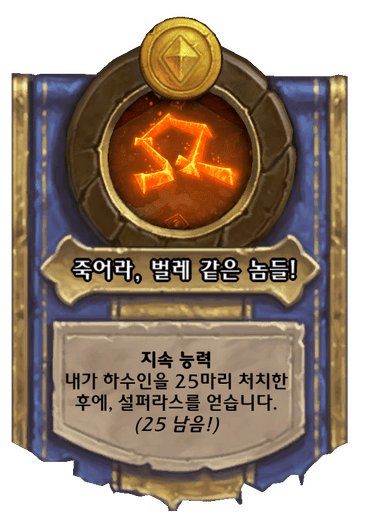 죽어라, 벌레 같은 놈들!
지속 능력
내가 하수인을 25마리 처치한
후에, 설퍼라스를 얻습니다.
(25 남음!)